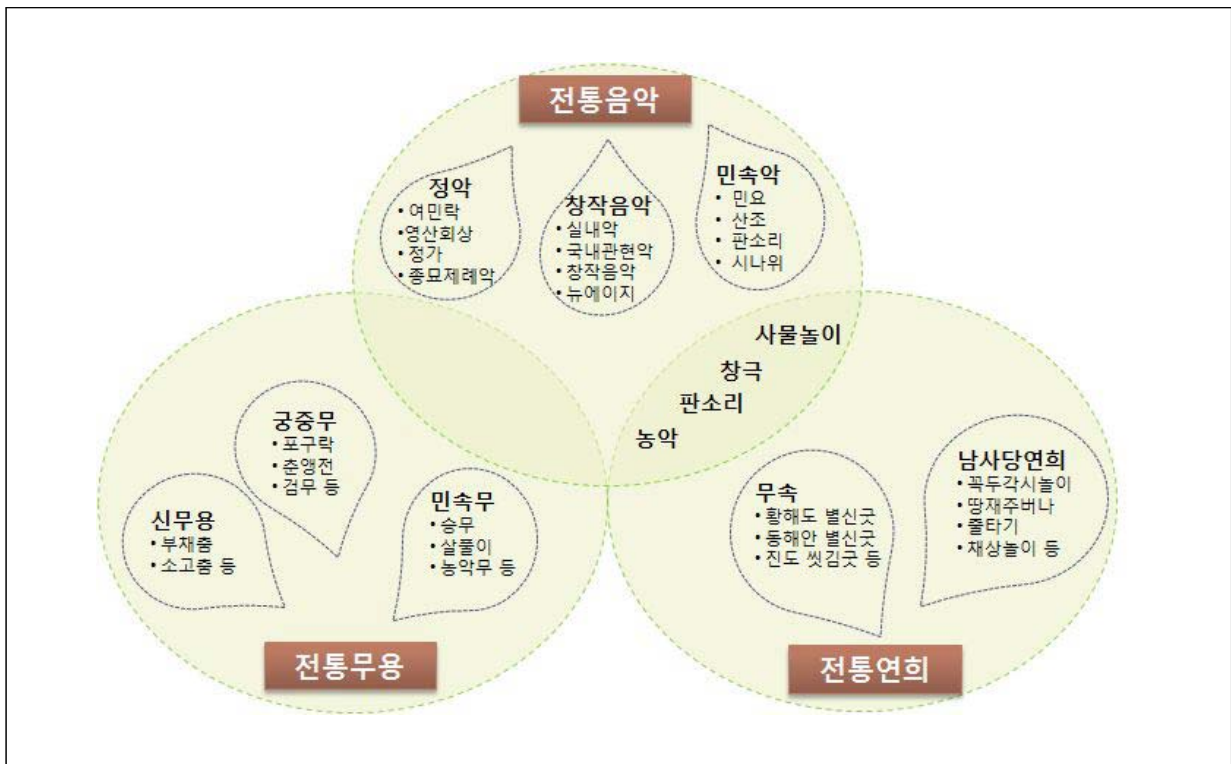 전통음악
정악
• 여민락
•영산회상
• 정가
• 종묘제례악
창작음악
• 실내악
• 국내관현악
• 창작음악
• 뉴에이지
민속악
• 민요
• 산조
• 판소리
• 시나위
사물놀이
창극
판소리
농악
궁중무
• 포구락
• 춘앵전
• 검무 등
신무용
• 부채춤
• 소고춤 등
민속무
• 승무
• 살풀이
• 농악무 등
전통무용
무속
• 황해도 별신굿
• 동해안 별신굿
• 진도 씻김굿 등
남사당연희
• 꼭두각시놀이
• 땅재주버나
• 줄타기
• 채상놀이 등
전통연희